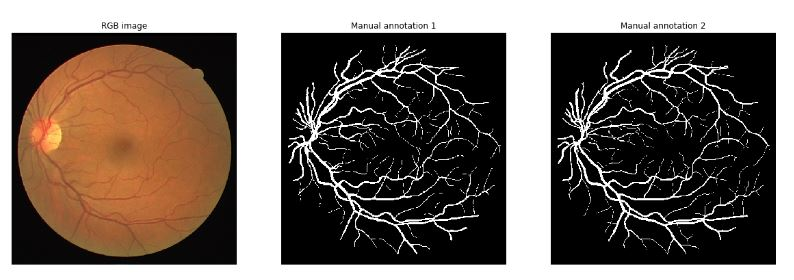 RGB image
Manual annotation 1
Manual annotation 2